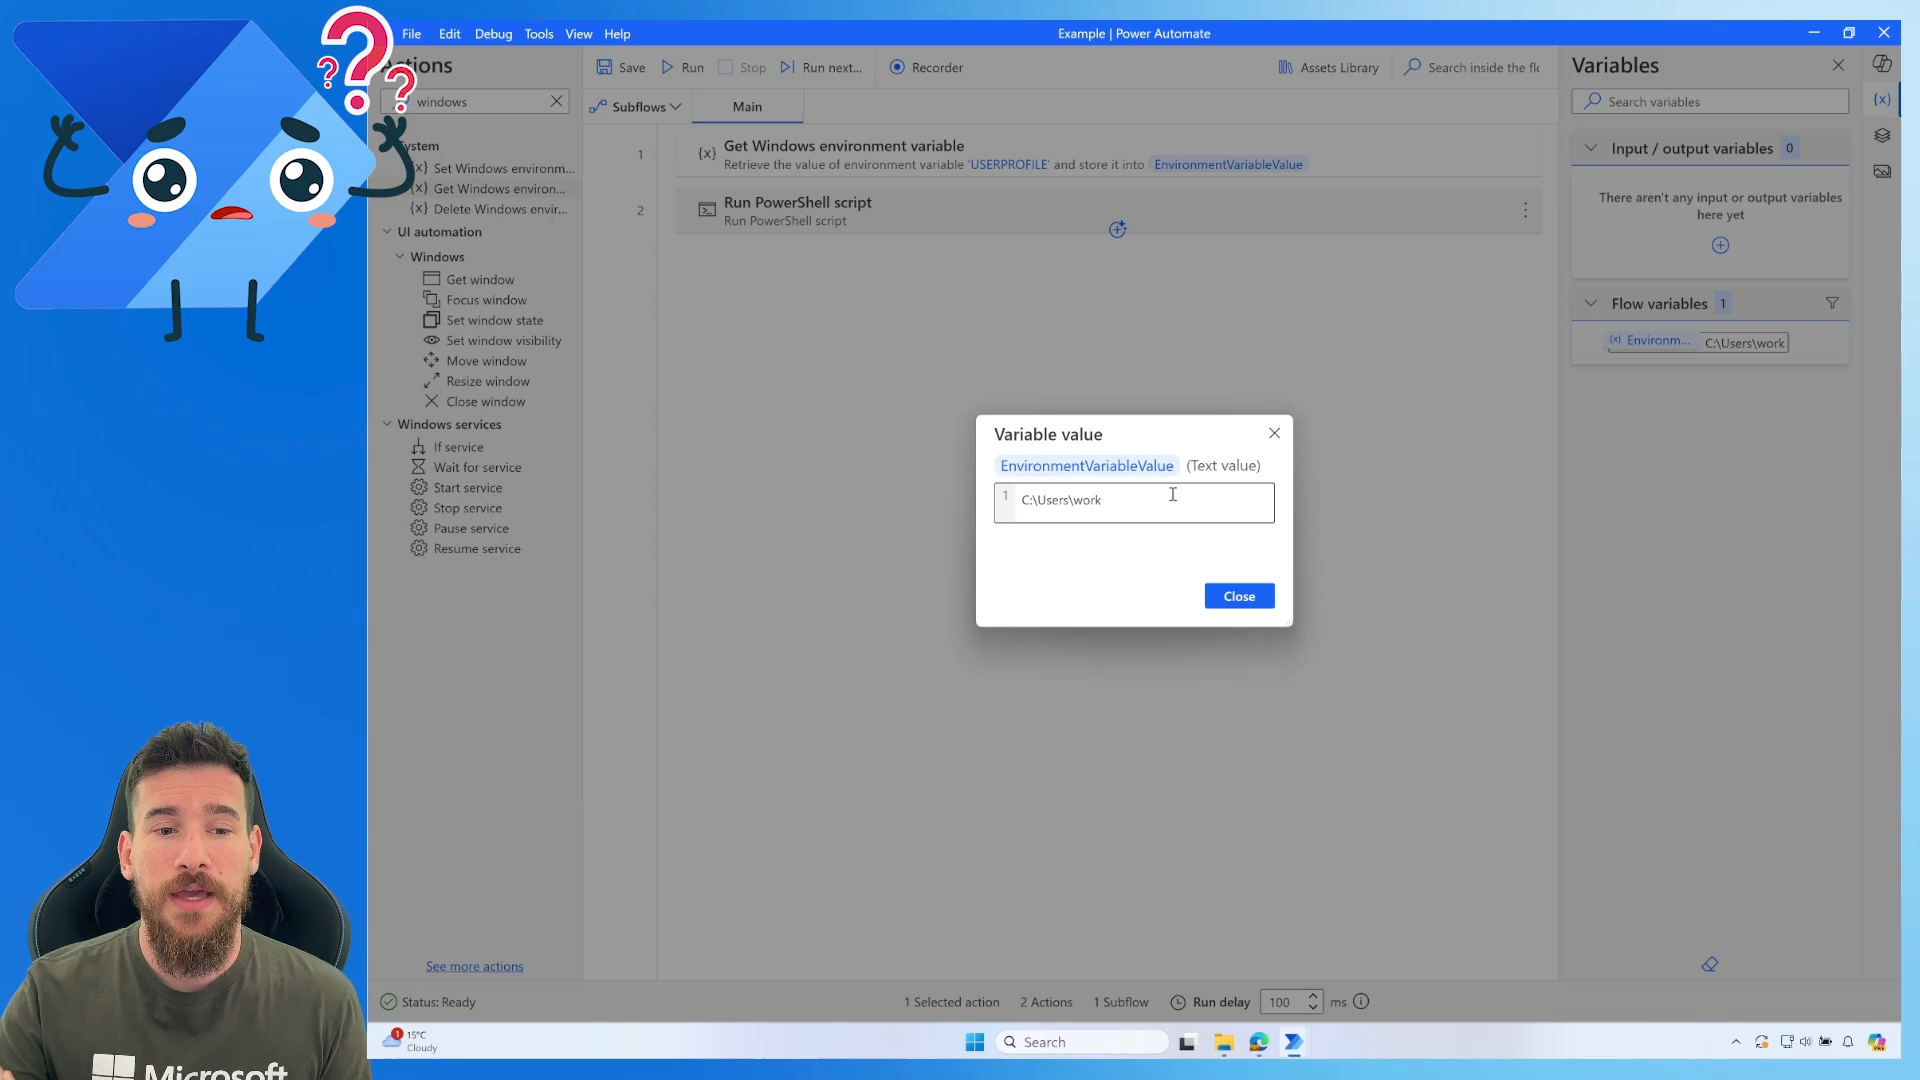 File Edit Debug Tools View Help
Example | Power Automate
Actions
Save Run Stop Run next... Recorder
Assets Library
Search inside the flo
Variables
windows
Subflows
Main
Search variables
System
Set Windows environm...
Get Windows environ...
Delete Windows envir...
UI automation
Windows
Get window
Focus window
Set window state
Set window visibility
Move window
Resize window
Close window
Windows services
If service
Wait for service
Start service
Stop service
Pause service
Resume service
See more actions
1
{x} Get Windows environment variable
Retrieve the value of environment variable 'USERPROFILE' and store it into EnvironmentVariableValue
2
Run PowerShell script
Run PowerShell script
Variable value
EnvironmentVariableValue (Text value)
1 C:\Users\work
Close
Input / output variables 0
There aren't any input or output variables
here yet
Flow variables 1
Environm... C:\Users\work
Status: Ready
1 Selected action 2 Actions 1 Subflow Run delay 100 ms
1
15°C
Cloudy
Search
Microsoft